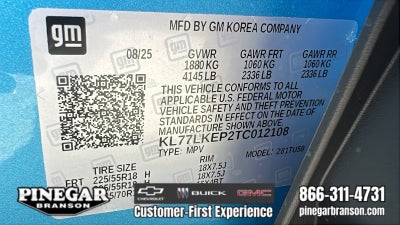 gm
MFD BY GM KOREA COMPANY
08/25 GVWR GAWR FRT GAWR RR
1880 KG 1060 KG 1060 KG
4145 LB 2336 LB 2336 LB
THIS VEHICLE CONFORMS TO ALL
APPLICABLE U.S. FEDERAL MOTOR
VEHICLE SAFETY AND THEFT PREVENTION
STANDARDS IN EFFECT ON THE DATE OF
MANUFACTURE SHOWN ABOVE.
KL77LKEP2TC012108
TYPE: MPV MODEL: 281TU58
TIRE SIZE RIM
FRT 225/55R18 H 18X7.5J
225/55R18 H 18X7.5J
PINEGAR
BRANSON
CHEVROLET BUICK GMC
Customer-First Experience
866-311-4731
pinegarbranson.com